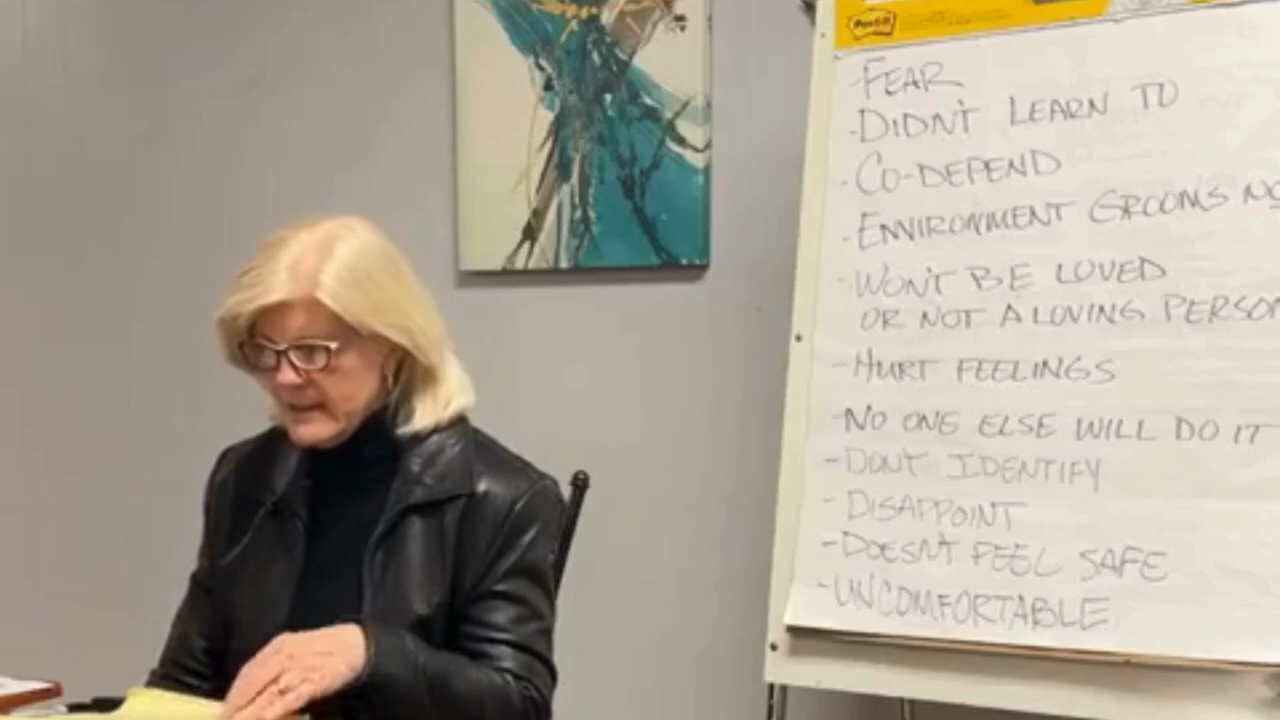 Post-it
-FEAR
-DIDN'T LEARN TO
-CO-DEPEND
-ENVIRONMENT GROOMS
-WON'T BE LOVED
OR NOT A LOVING PERSON
-HURT FEELINGS
-NO ONE ELSE WILL DO IT
-DON'T IDENTIFY
-DISAPPOINT
-DOESN'T FEEL SAFE
-UNCOMFORTABLE